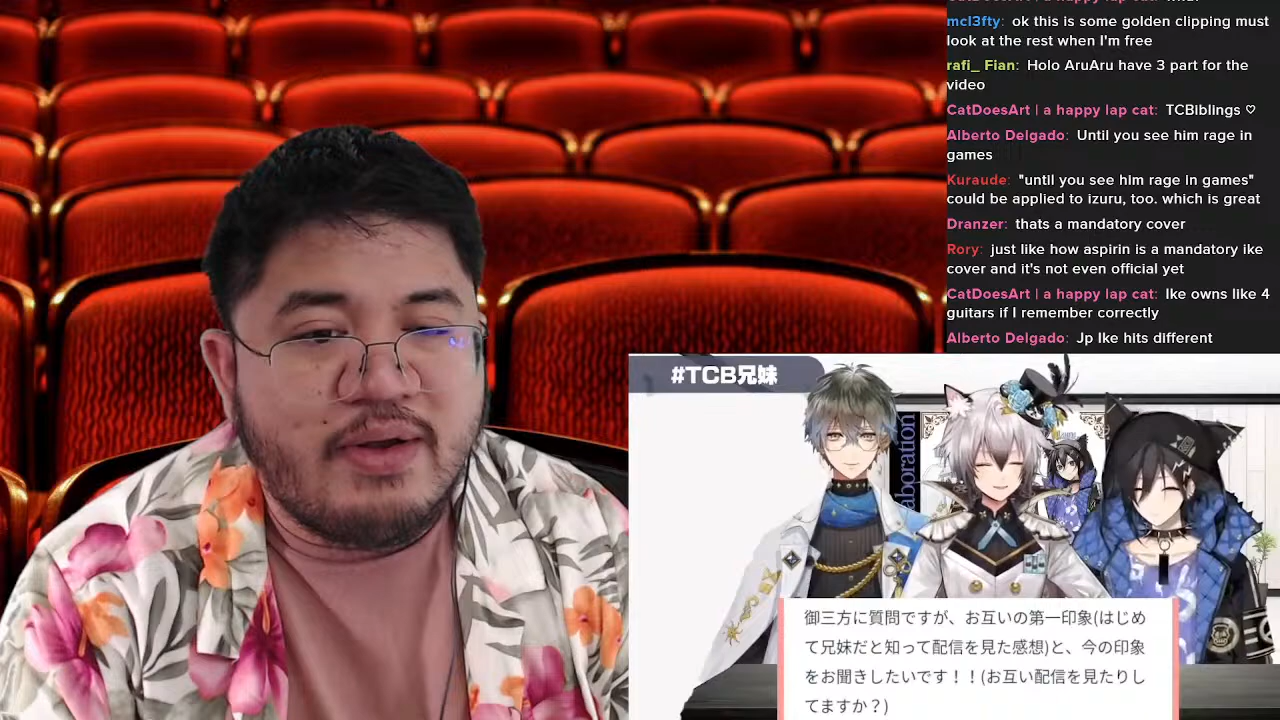 mcl3fty: ok this is some golden clipping must
look at the rest when I'm free
rafi_ Fian: Holo AruAru have 3 part for the
video
CatDoesArt | a happy lap cat: TCBiblings ♡
Alberto Delgado: Until you see him rage in
games
Kuraude: "until you see him rage in games"
could be applied to izuru, too. which is great
Dranzer: thats a mandatory cover
Rory: just like how aspirin is a mandatory ike
cover and it's not even official yet
CatDoesArt | a happy lap cat: Ike owns like 4
guitars if I remember correctly
Alberto Delgado: Jp Ike hits different
#TCB兄妹
aboration
御三方に質問ですが、お互いの第一印象(はじめ
て兄妹だと知って配信を見た感想)と、今の印象
をお聞きしたいです！！(お互い配信を見たりし
てますか？)